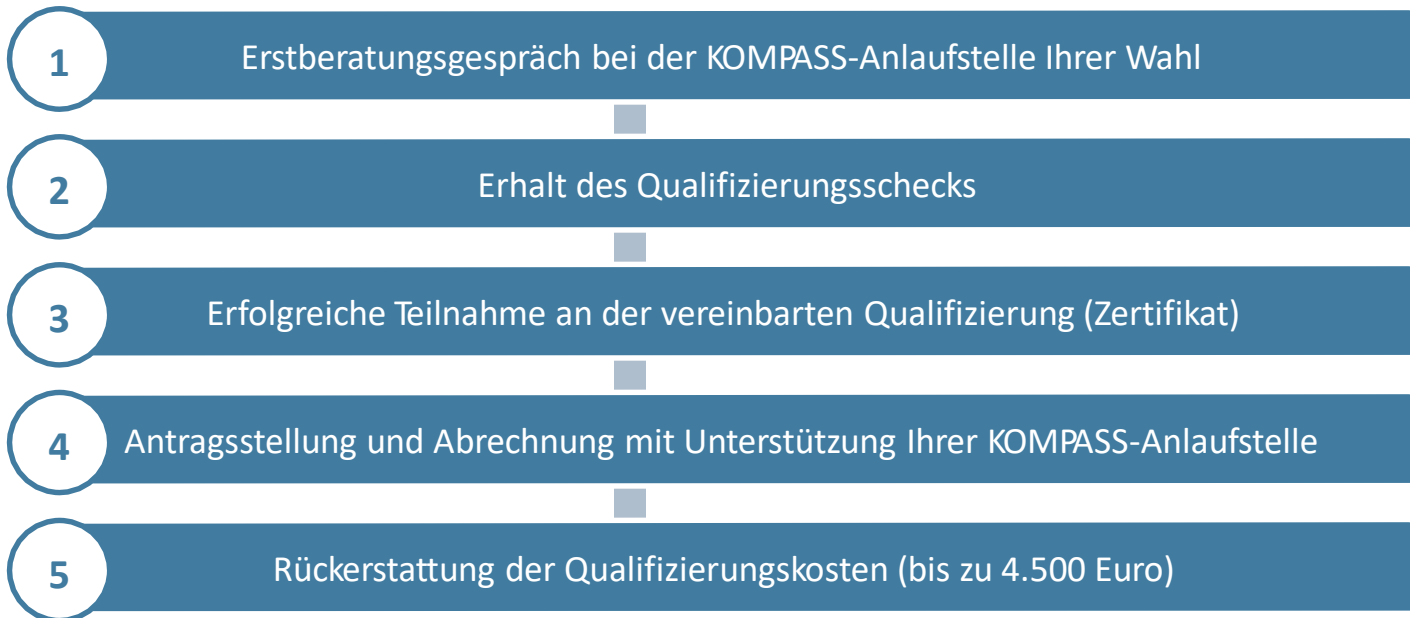 1
Erstberatungsgespräch bei der KOMPASS-Anlaufstelle Ihrer Wahl
2
Erhalt des Qualifizierungsschecks
3
Erfolgreiche Teilnahme an der vereinbarten Qualifizierung (Zertifikat)
4
Antragsstellung und Abrechnung mit Unterstützung Ihrer KOMPASS-Anlaufstelle
5
Rückerstattung der Qualifizierungskosten (bis zu 4.500 Euro)